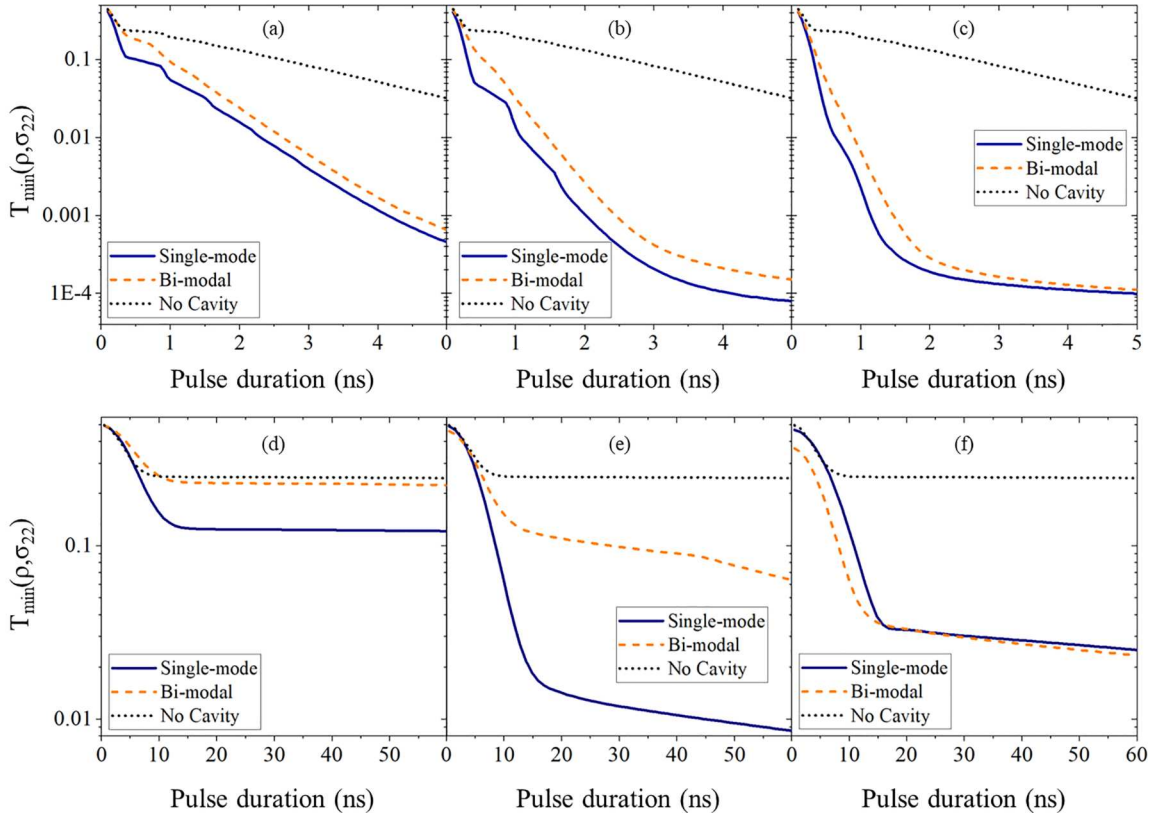 (a)
(b)
(c)
T_min(ρ,σ_22)
0.1
0.01
0.001
1E-4
Single-mode
Bi-modal
No Cavity
Single-mode
Bi-modal
No Cavity
Single-mode
Bi-modal
No Cavity
0 1 2 3 4 0 1 2 3 4 0 1 2 3 4 5
Pulse duration (ns) Pulse duration (ns) Pulse duration (ns)
(d)
(e)
(f)
T_min(ρ,σ_22)
0.1
0.01
Single-mode
Bi-modal
No Cavity
Single-mode
Bi-modal
No Cavity
Single-mode
Bi-modal
No Cavity
0 10 20 30 40 50 0 10 20 30 40 50 0 10 20 30 40 50 60
Pulse duration (ns) Pulse duration (ns) Pulse duration (ns)